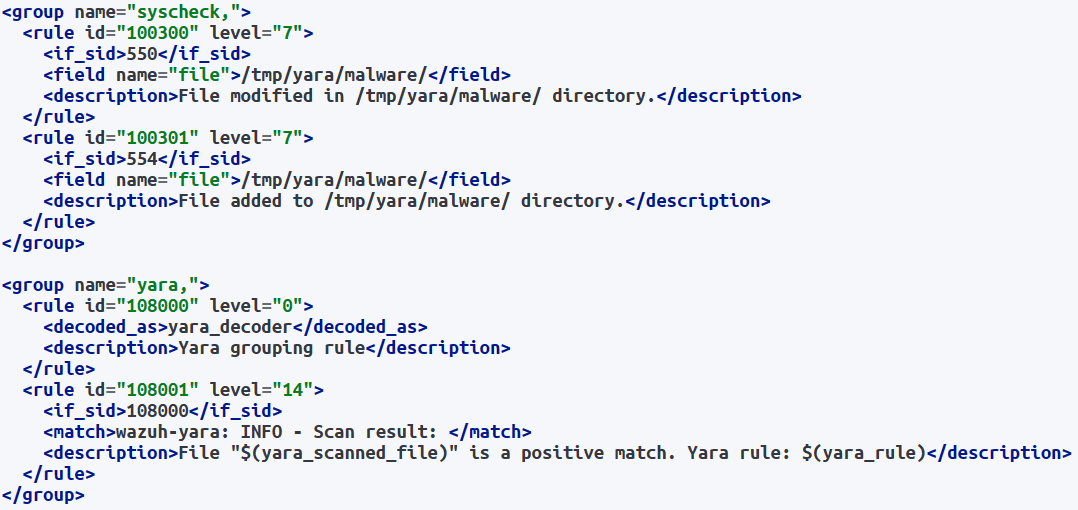 <group name="syscheck,">
  <rule id="100300" level="7">
    <if_sid>550</if_sid>
    <field name="file">/tmp/yara/malware/</field>
    <description>File modified in /tmp/yara/malware/ directory.</description>
  </rule>
  <rule id="100301" level="7">
    <if_sid>554</if_sid>
    <field name="file">/tmp/yara/malware/</field>
    <description>File added to /tmp/yara/malware/ directory.</description>
  </rule>
</group>

<group name="yara,">
  <rule id="108000" level="0">
    <decoded_as>yara_decoder</decoded_as>
    <description>Yara grouping rule</description>
  </rule>
  <rule id="108001" level="14">
    <if_sid>108000</if_sid>
    <match>wazuh-yara: INFO - Scan result: </match>
    <description>File "$(yara_scanned_file)" is a positive match. Yara rule: $(yara_rule)</description>
  </rule>
</group>